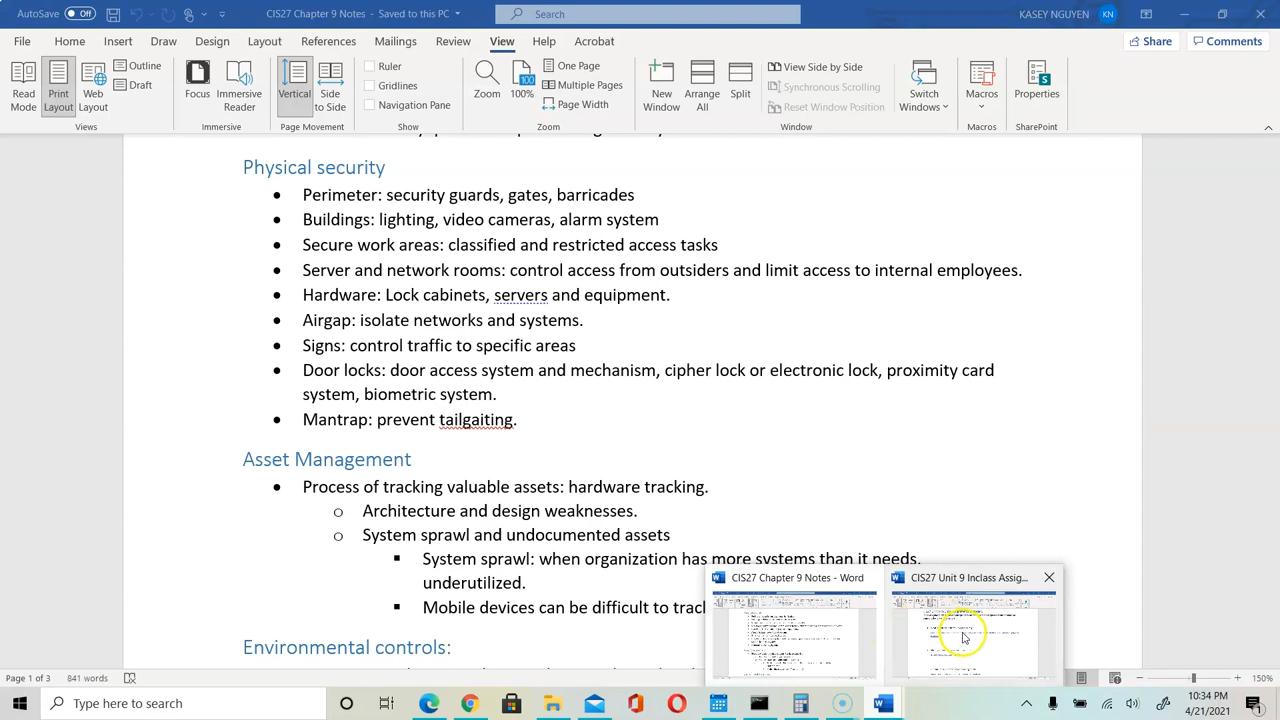 AutoSave Off
CIS27 Chapter 9 Notes - Word
Search
KASEY NGUYEN KN
File Home Insert Draw Design Layout References Mailings Review View Help Acrobat Share Comments
Read Mode
Print Layout
Web Layout
Outline
Draft
Views
Focus
Immersive Reader
Immersive
Vertical
Side to Side
Page Movement
Ruler
Gridlines
Navigation Pane
Show
Zoom
100
100%
One Page
Multiple Pages
Page Width
Zoom
New Window
Arrange All
Split
View Side by Side
Synchronous Scrolling
Reset Window Position
Window
Switch Windows
Macros
Macros
Properties
SharePoint
Physical security
• Perimeter: security guards, gates, barricades
• Buildings: lighting, video cameras, alarm system
• Secure work areas: classified and restricted access tasks
• Server and network rooms: control access from outsiders and limit access to internal employees.
• Hardware: Lock cabinets, servers and equipment.
• Airgap: isolate networks and systems.
• Signs: control traffic to specific areas
• Door locks: door access system and mechanism, cipher lock or electronic lock, proximity card
system, biometric system.
• Mantrap: prevent tailgaiting.
Asset Management
• Process of tracking valuable assets: hardware tracking.
o Architecture and design weaknesses.
o System sprawl and undocumented assets
▪ System sprawl: when organization has more systems than it needs,
underutilized.
▪ Mobile devices can be difficult to
Environmental controls:
CIS27 Chapter 9 Notes - Word
CIS27 Unit 9 Inclass Assig...
Page 1 of 3 841 words
150%
Type here to search
10:34 PM
4/21/2021